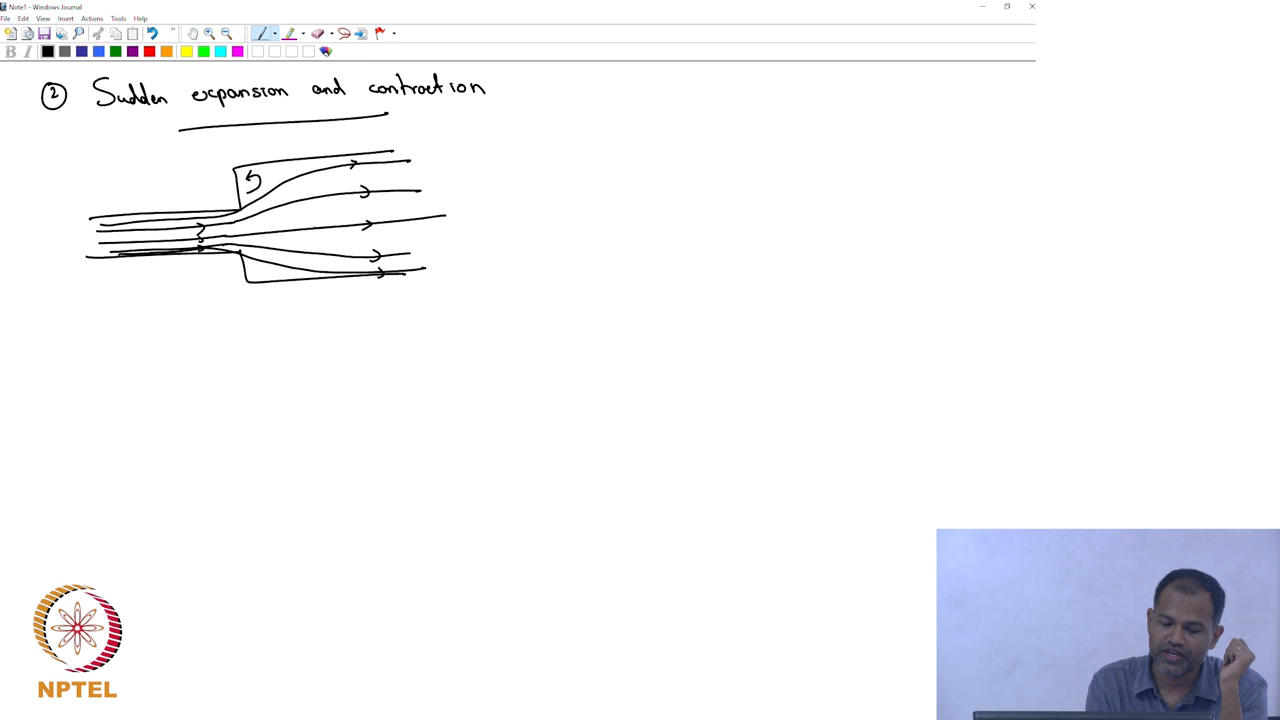 Note1 - Windows Journal
File Edit View Insert Actions Tools Help
B I
② Sudden expansion and contraction
NPTEL